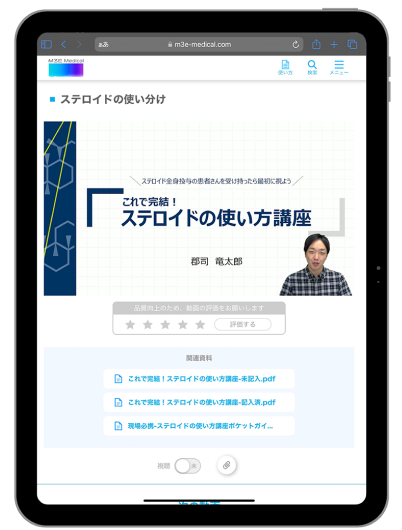 ぁあ m3e-medical.com
M3E Medical
使い方 検索 メニュー
ステロイドの使い分け
＼ステロイド全身投与の患者さんを受け持ったら最初に視よう／
これで完結！
ステロイドの使い方講座
郡司 竜太郎
品質向上のため、動画の評価をお願いします
評価する
関連資料
これで完結！ステロイドの使い方講座-未記入.pdf
これで完結！ステロイドの使い方講座-記入済.pdf
現場必携-ステロイドの使い方講座ポケットガイ...
視聴
次の動画